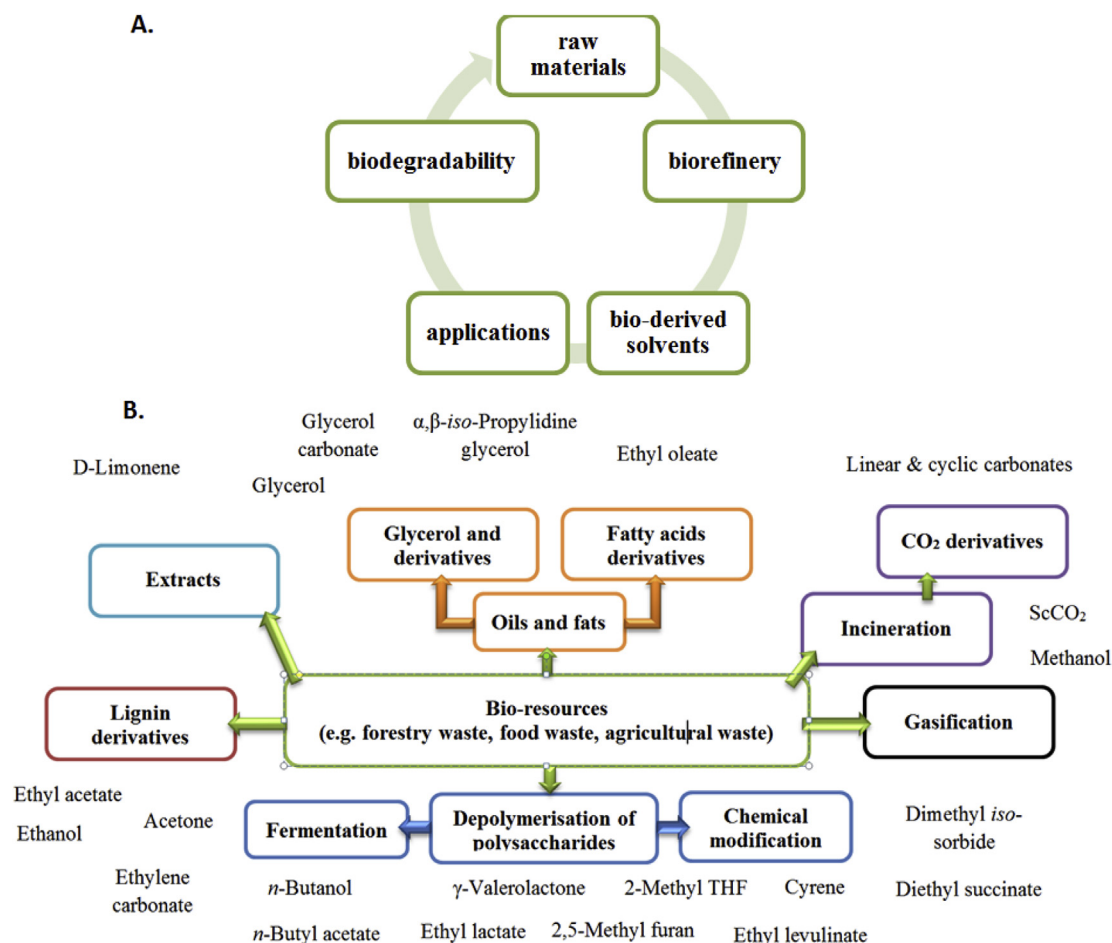 A.
raw
materials
biodegradability
biorefinery
applications
bio-derived
solvents
B.
Glycerol
carbonate
α,β-iso-Propylidine
glycerol
Ethyl oleate
D-Limonene
Glycerol
Linear & cyclic carbonates
Glycerol and
derivatives
Fatty acids
derivatives
CO₂ derivatives
Extracts
Oils and fats
Incineration
ScCO₂
Methanol
Lignin
derivatives
Bio-resources
(e.g. forestry waste, food waste, agricultural waste)
Gasification
Ethyl acetate
Ethanol
Acetone
Fermentation
Depolymerisation of
polysaccharides
Chemical
modification
Dimethyl iso-
sorbide
Ethylene
carbonate
n-Butanol
γ-Valerolactone
2-Methyl THF
Cyrene
Diethyl succinate
n-Butyl acetate
Ethyl lactate
2,5-Methyl furan
Ethyl levulinate